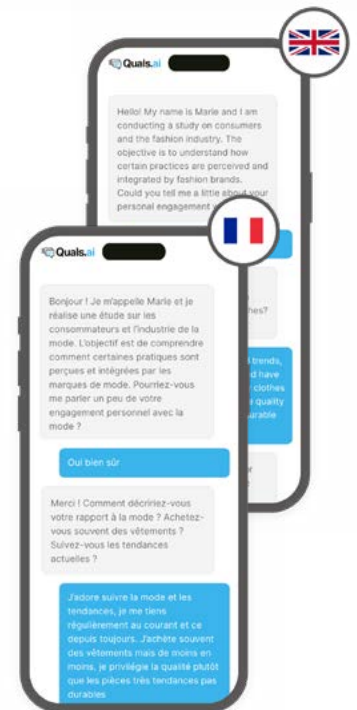 Quals.ai
Hello! My name is Marie and I am
conducting a study on consumers
and the fashion industry. The
objective is to understand how
certain practices are perceived and
integrated by fashion brands.
Could you tell me a little about your
personal engagement
hes?
trends,
d have
clothes
quality
urable
Quals.ai
Bonjour ! Je m'appelle Marie et je
réalise une étude sur les
consommateurs et l'industrie de la
mode. L'objectif est de comprendre
comment certaines pratiques sont
perçues et intégrées par les
marques de mode. Pourriez-vous
me parler un peu de votre
engagement personnel avec la
mode ?
Oui bien sûr
Merci ! Comment décririez-vous
votre rapport à la mode ? Achetez-
vous souvent des vêtements ?
Suivez-vous les tendances
actuelles ?
J'adore suivre la mode et les
tendances, je me tiens
régulièrement au courant et ce
depuis toujours. J'achète souvent
des vêtements mais de moins en
moins, je privilégie la qualité plutôt
que les pièces très tendances pas
durables